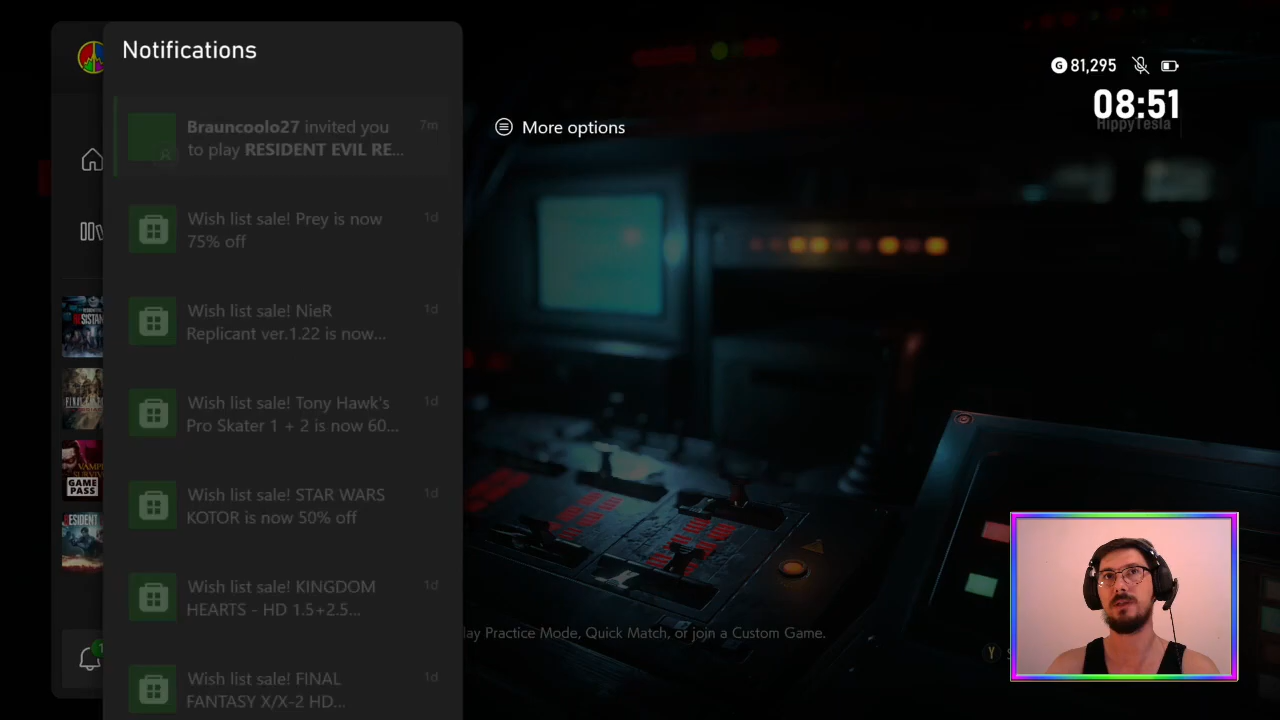 Notifications
Brauncoolo27 invited you
to play RESIDENT EVIL RE...
7m
Wish list sale! Prey is now
75% off
1d
Wish list sale! NieR
Replicant ver.1.22 is now...
1d
Wish list sale! Tony Hawk's
Pro Skater 1 + 2 is now 60...
1d
Wish list sale! STAR WARS
KOTOR is now 50% off
1d
Wish list sale! KINGDOM
HEARTS - HD 1.5+2.5...
1d
Wish list sale! FINAL
FANTASY X/X-2 HD...
1d
More options
G 81,295
08:51
HippyTesla
GAME
PASS
lay Practice Mode, Quick Match, or join a Custom Game.
Y